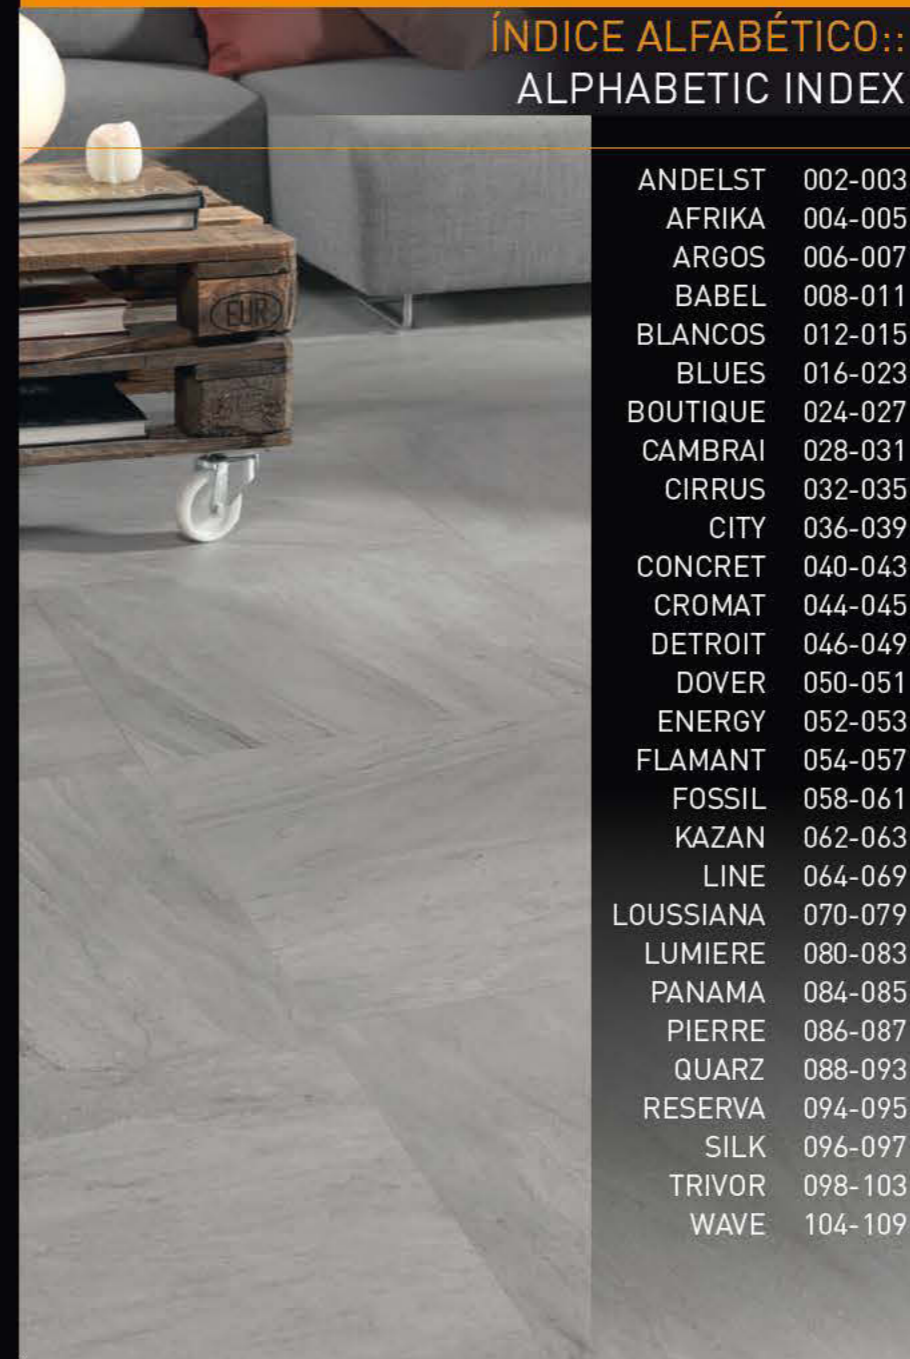 ÍNDICE ALFABÉTICO::
ALPHABETIC INDEX
ANDELST 002-003
AFRIKA 004-005
ARGOS 006-007
BABEL 008-011
BLANCOS 012-015
BLUES 016-023
BOUTIQUE 024-027
CAMBRAI 028-031
CIRRUS 032-035
CITY 036-039
CONCRET 040-043
CROMAT 044-045
DETROIT 046-049
DOVER 050-051
ENERGY 052-053
FLAMANT 054-057
FOSSIL 058-061
KAZAN 062-063
LINE 064-069
LOUSSIANA 070-079
LUMIERE 080-083
PANAMA 084-085
PIERRE 086-087
QUARZ 088-093
RESERVA 094-095
SILK 096-097
TRIVOR 098-103
WAVE 104-109
EUR